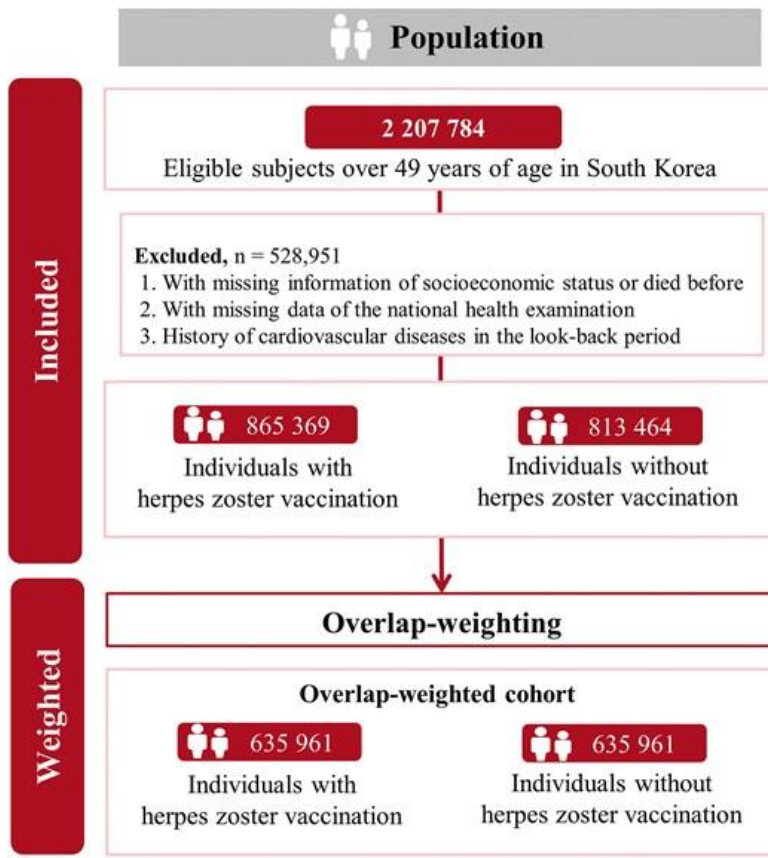 Population
Included
2 207 784
Eligible subjects over 49 years of age in South Korea
Excluded, n = 528,951
1. With missing information of socioeconomic status or died before
2. With missing data of the national health examination
3. History of cardiovascular diseases in the look-back period
865 369
Individuals with
herpes zoster vaccination
813 464
Individuals without
herpes zoster vaccination
Weighted
Overlap-weighting
Overlap-weighted cohort
635 961
Individuals with
herpes zoster vaccination
635 961
Individuals without
herpes zoster vaccination